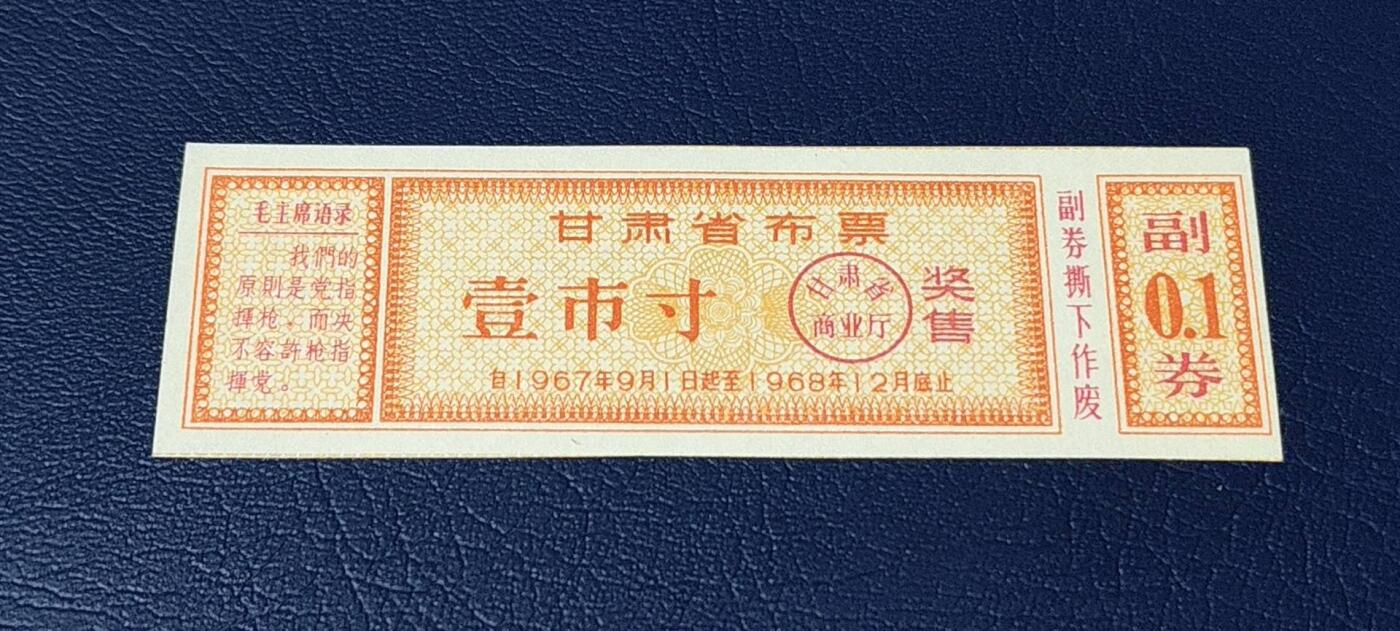 毛主席语录
我們的
原則是党指
揮枪，而决
不容許枪指
揮党。
甘肃省布票
壹市寸
甘肃省
商业厅
奖售
自1967年9月1日起至1968年12月底止
副券撕下作废
副
0.1
券